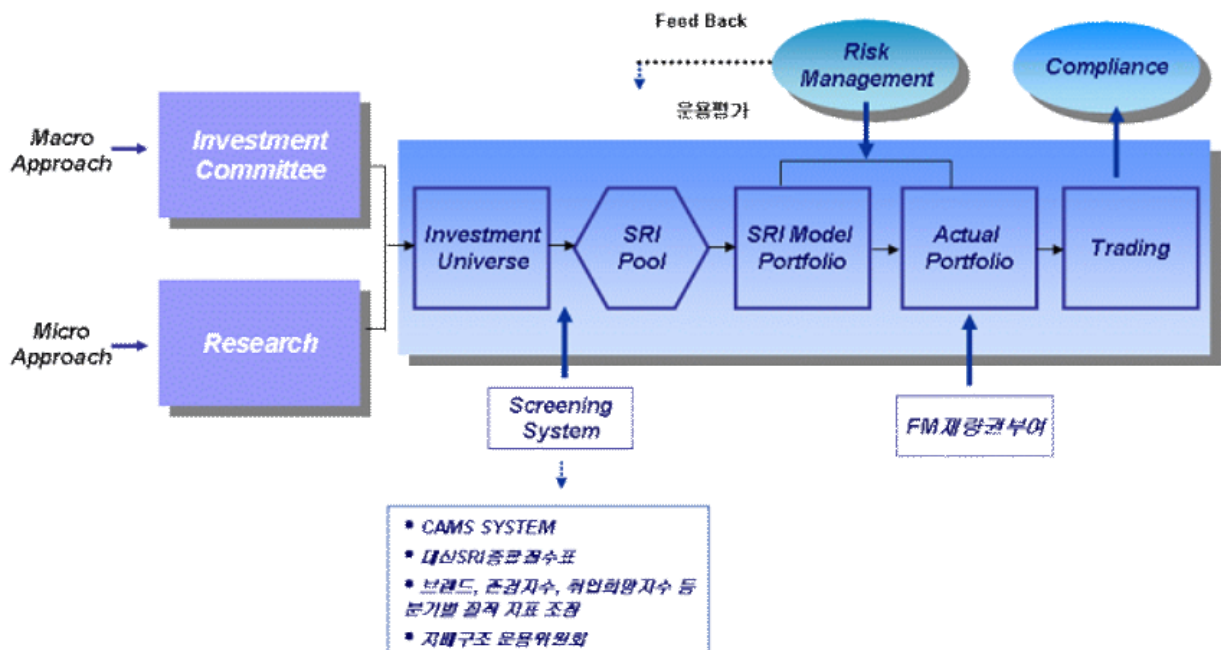 Feed Back
Risk
Management
Compliance
운용평가
Macro
Approach
Investment
Committee
Investment
Universe
SRI
Pool
SRI Model
Portfolio
Actual
Portfolio
Trading
Micro
Approach
Research
Screening
System
FM재량권부여
• CAMS SYSTEM
• 대신SRI종합점수표
• 브랜드, 존경지수, 취업희망지수 등
분기별 질적 지표 조정
• 지배구조 운용위원회